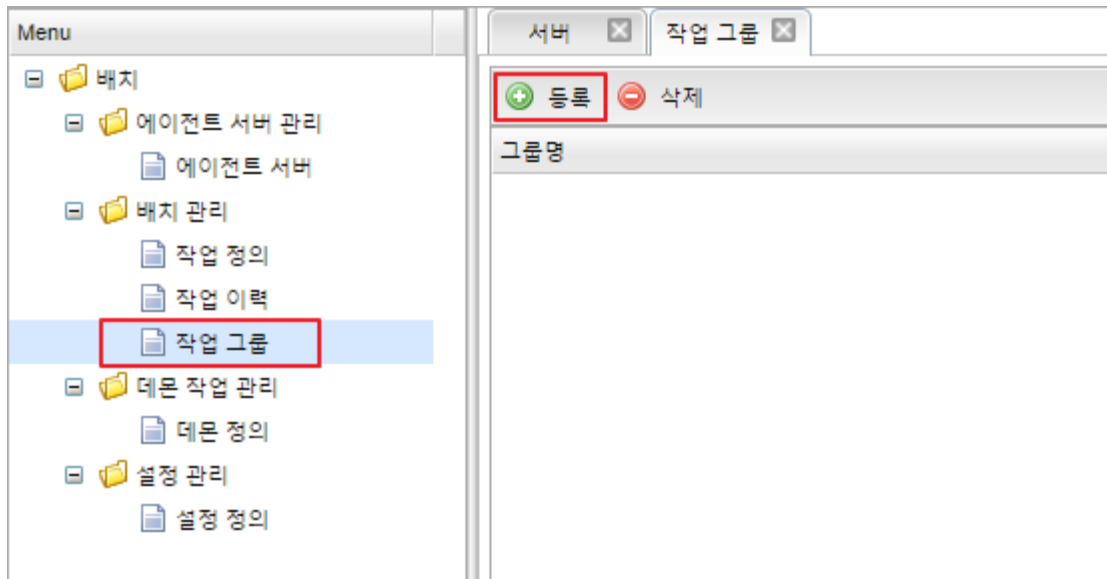 Menu
배치
에이전트 서버 관리
에이전트 서버
배치 관리
작업 정의
작업 이력
작업 그룹
데몬 작업 관리
데몬 정의
설정 관리
설정 정의
서버 작업 그룹
등록 삭제
그룹명